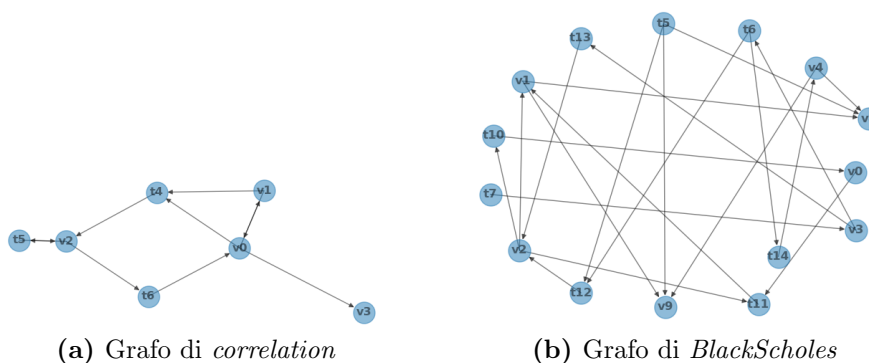 t5
t6
t13
v4
v1
v
t10
v0
t4
v1
t7
v3
t5
v2
v0
v2
t14
t6
t12
v9
t11
v3
(a) Grafo di correlation
(b) Grafo di BlackScholes